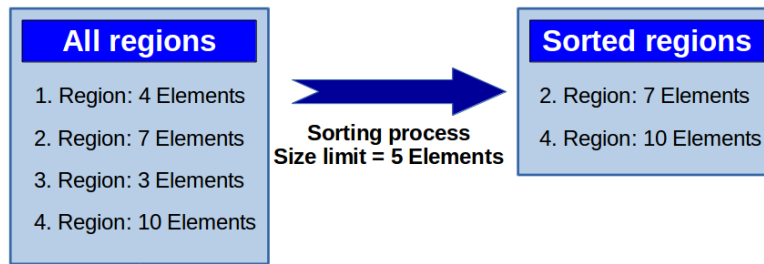 All regions
1. Region: 4 Elements
2. Region: 7 Elements
3. Region: 3 Elements
4. Region: 10 Elements
Sorting process
Size limit = 5 Elements
Sorted regions
2. Region: 7 Elements
4. Region: 10 Elements